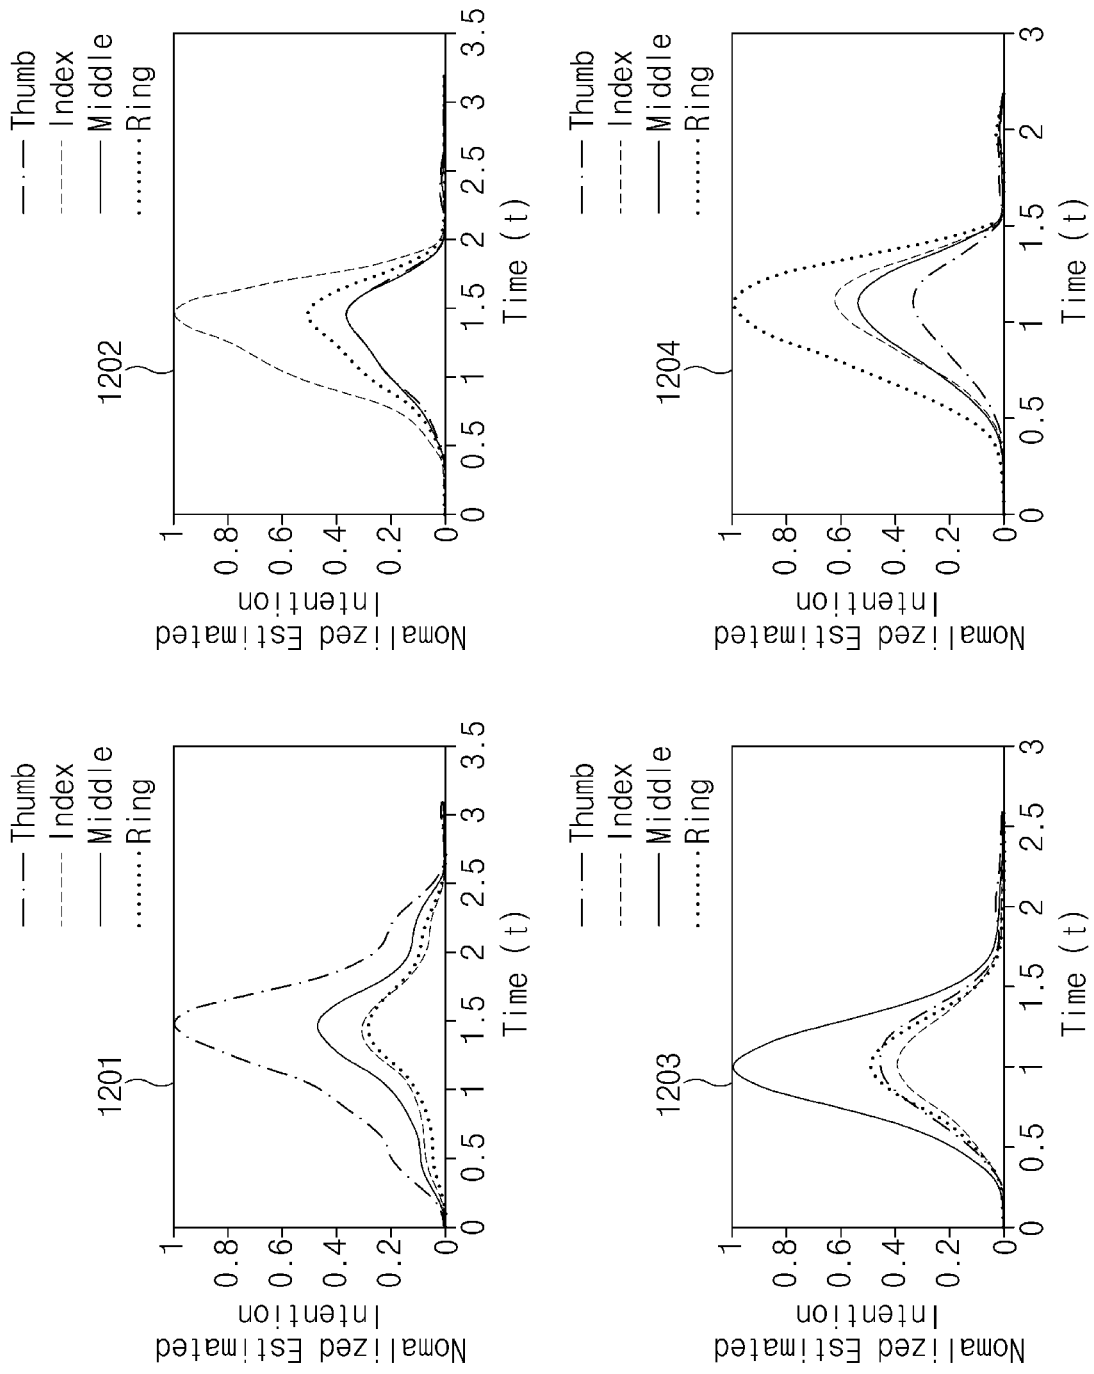 1201
Thumb
Index
Middle
Ring
Nomalized Estimated
Intention
1
0.8
0.6
0.4
0.2
0
0 0.5 1 1.5 2 2.5 3 3.5
Time (t)
1202
Thumb
Index
Middle
Ring
Nomalized Estimated
Intention
1
0.8
0.6
0.4
0.2
0
0 0.5 1 1.5 2 2.5 3 3.5
Time (t)
1203
Thumb
Index
Middle
Ring
Nomalized Estimated
Intention
1
0.8
0.6
0.4
0.2
0
0 0.5 1 1.5 2 2.5 3
Time (t)
1204
Thumb
Index
Middle
Ring
Nomalized Estimated
Intention
1
0.8
0.6
0.4
0.2
0
0 0.5 1 1.5 2 3
Time (t)